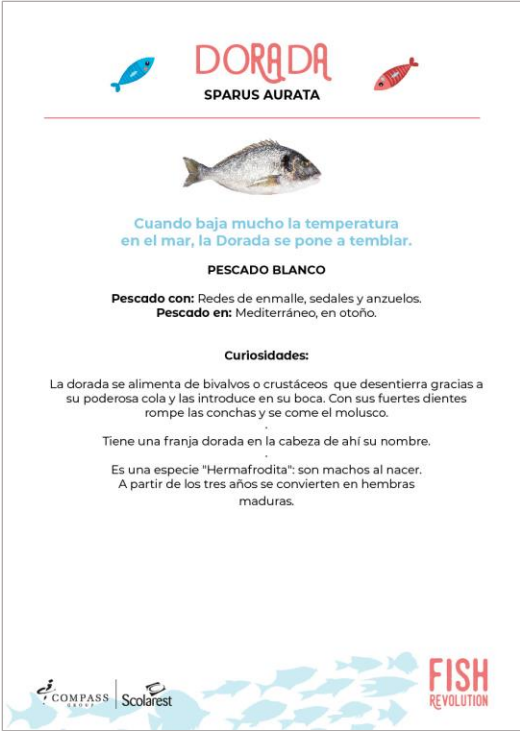 DORADA
SPARUS AURATA
Cuando baja mucho la temperatura
en el mar, la Dorada se pone a temblar.
PESCADO BLANCO
Pescado con: Redes de enmalle, sedales y anzuelos.
Pescado en: Mediterráneo, en otoño.
Curiosidades:
La dorada se alimenta de bivalvos o crustáceos que desentierra gracias a
su poderosa cola y las introduce en su boca. Con sus fuertes dientes
rompe las conchas y se come el molusco.
.
Tiene una franja dorada en la cabeza de ahí su nombre.
.
Es una especie "Hermafrodita": son machos al nacer.
A partir de los tres años se convierten en hembras
maduras.
COMPASS
GROUP
Scolarest
FISH
REVOLUTION